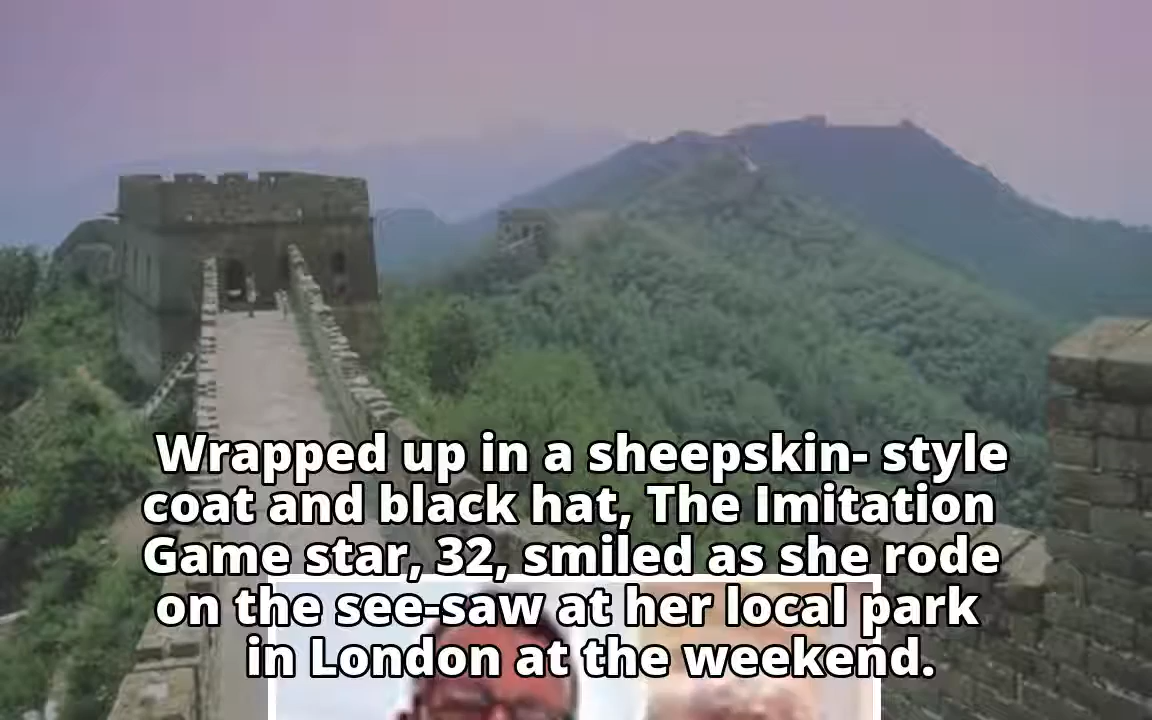 Wrapped up in a sheepskin- style
coat and black hat, The Imitation
Game star, 32, smiled as she rode
on the see-saw at her local park
in London at the weekend.